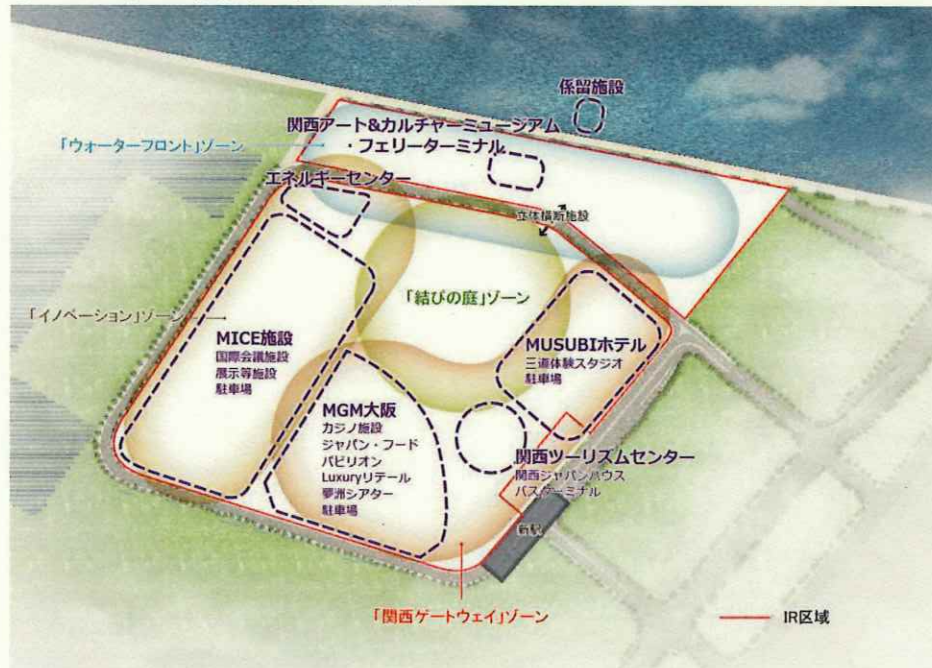 係留施設
関西アート&カルチャーミュージアム
・フェリーターミナル
「ウォーターフロント」ゾーン
エネルギーセンター
立体横断施設
「結びの庭」ゾーン
「イノベーション」ゾーン
MICE施設
国際会議施設
展示等施設
駐車場
MUSUBIホテル
三道体験スタジオ
駐車場
MGM大阪
カジノ施設
ジャパン・フード
パビリオン
Luxuryリテール
夢洲シアター
駐車場
関西ツーリズムセンター
関西ジャパンハウス
バスターミナル
新駅
「関西ゲートウェイ」ゾーン
IR区域